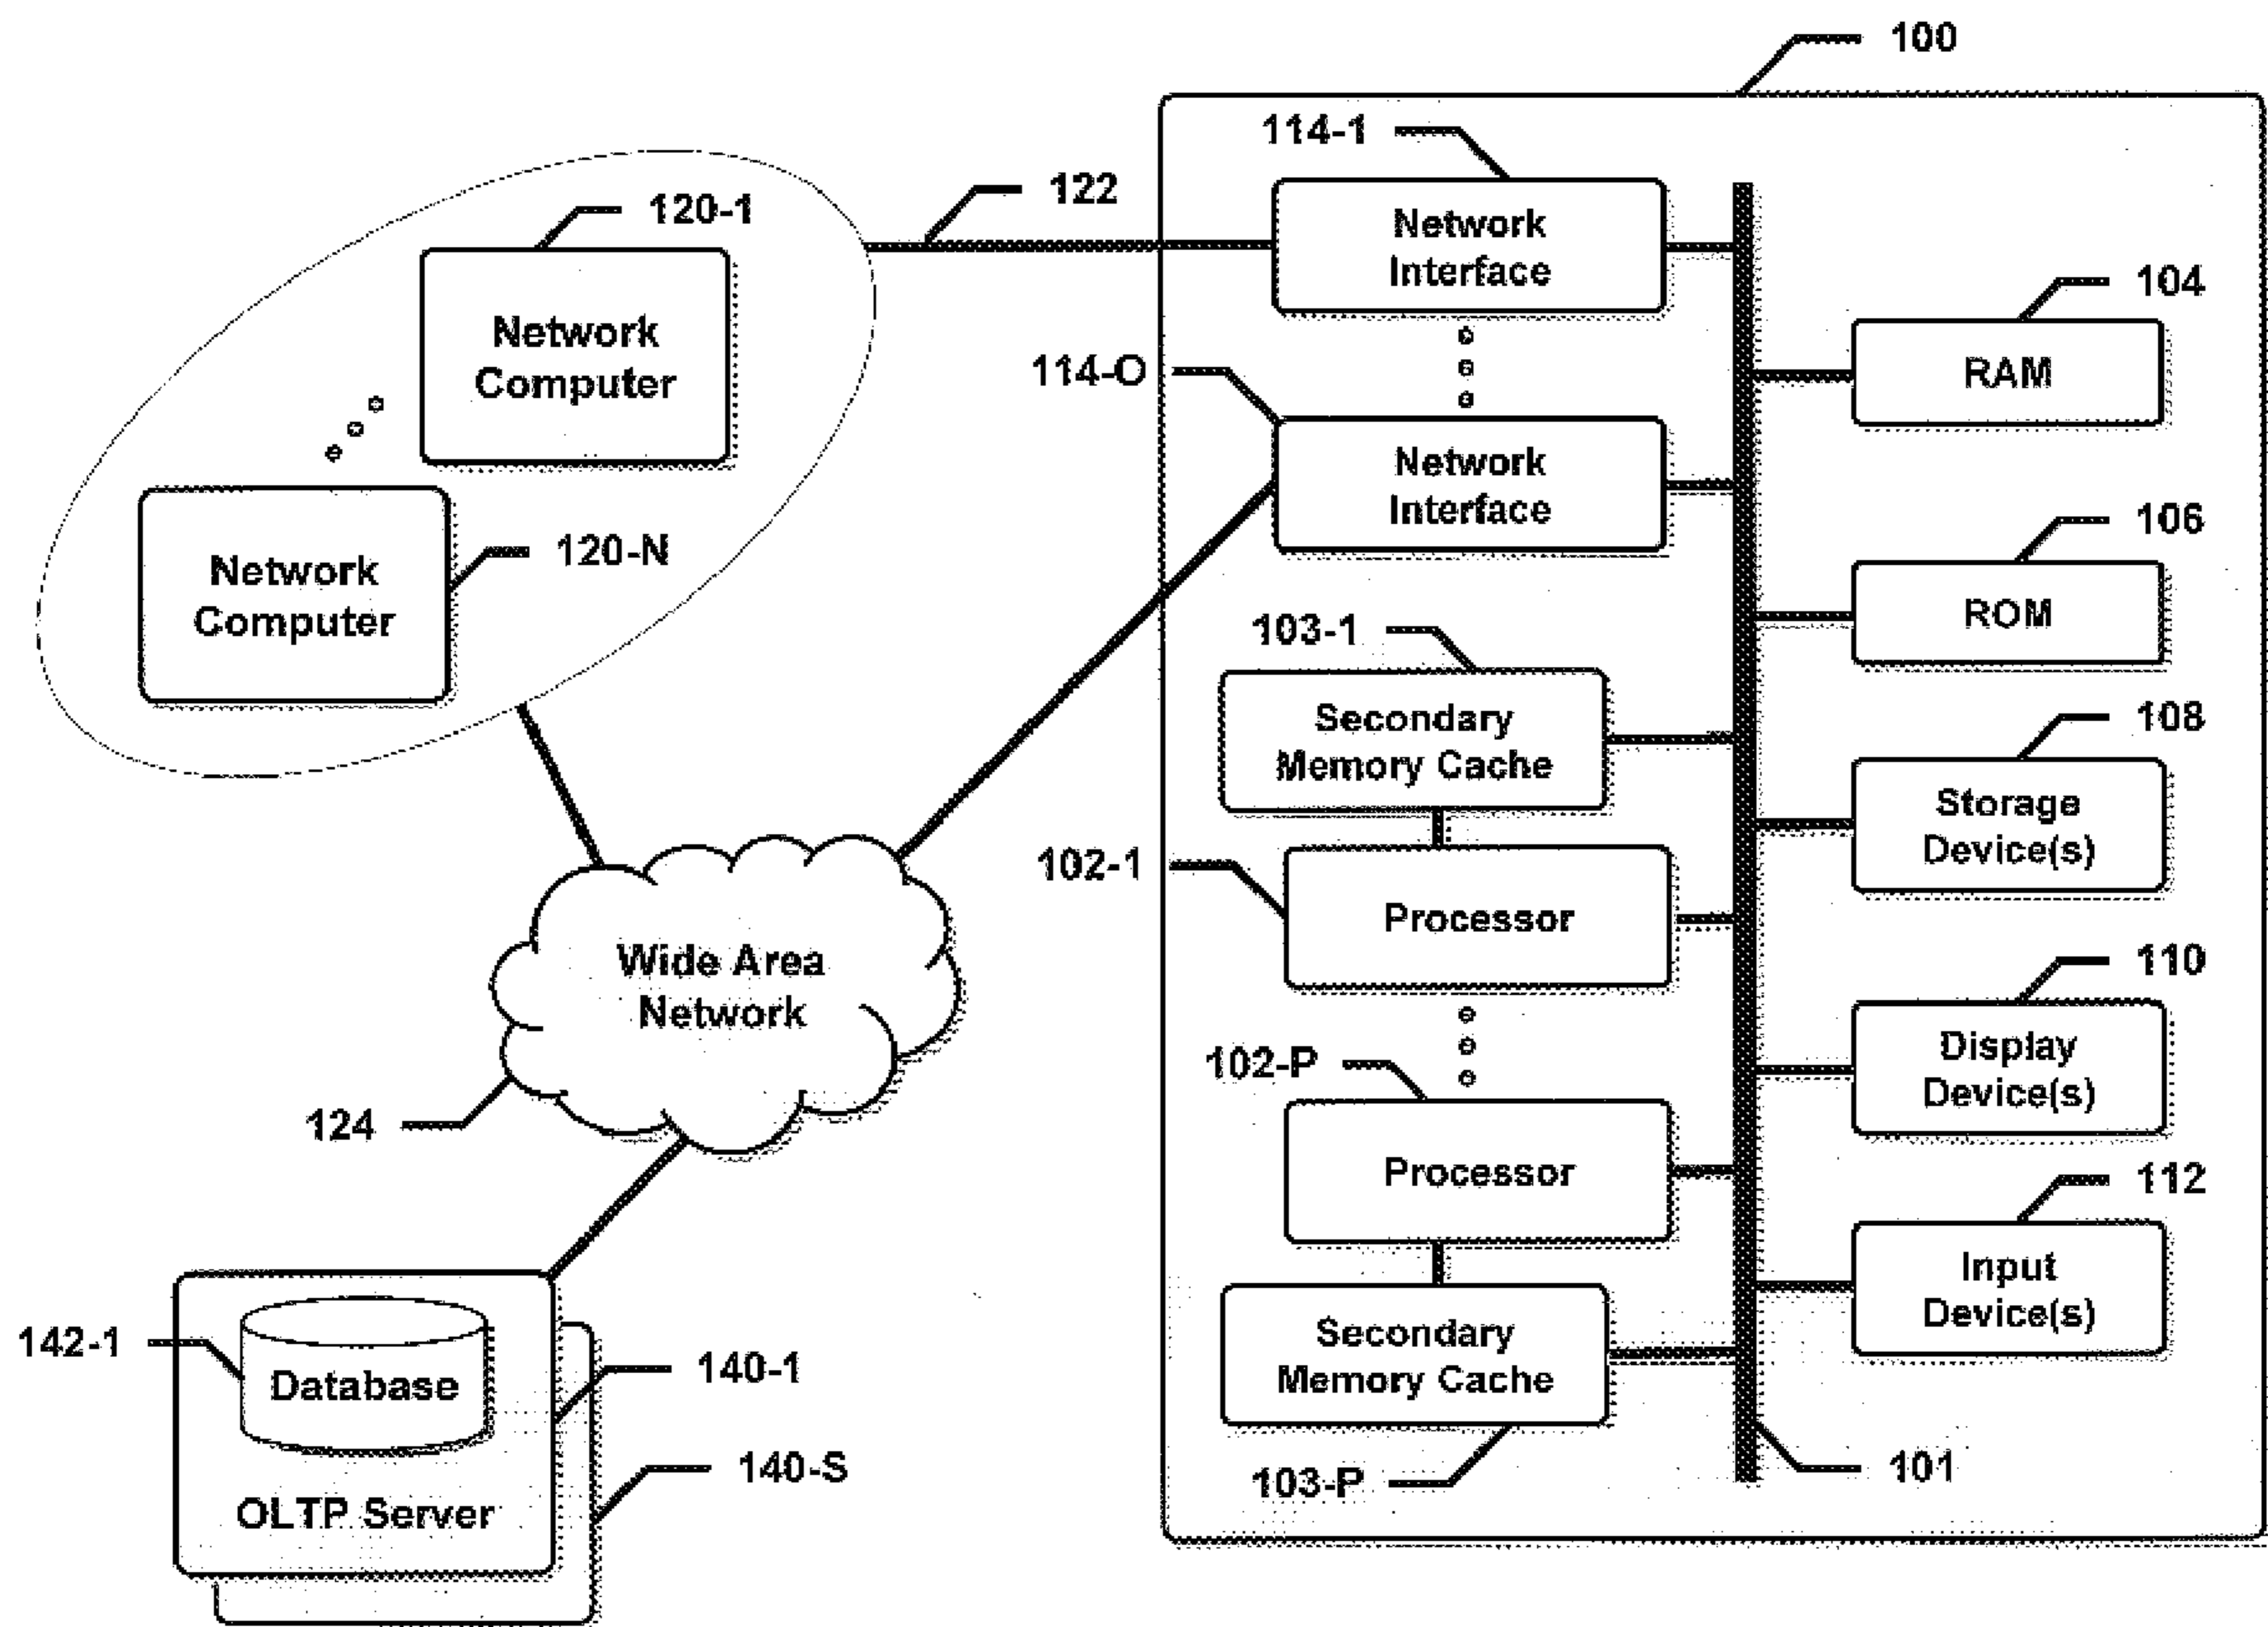 100
114-1
122
120-1
Network
Interface
104
Network
Computer
114-O
RAM
Network
Interface
106
120-N
Network
Computer
ROM
103-1
108
Secondary
Memory Cache
Storage
Device(s)
102-1
Processor
Wide Area
Network
110
Display
Device(s)
102-P
124
Processor
112
Input
Device(s)
142-1
Database
140-1
Secondary
Memory Cache
140-S
103-P
101
OLTP Server